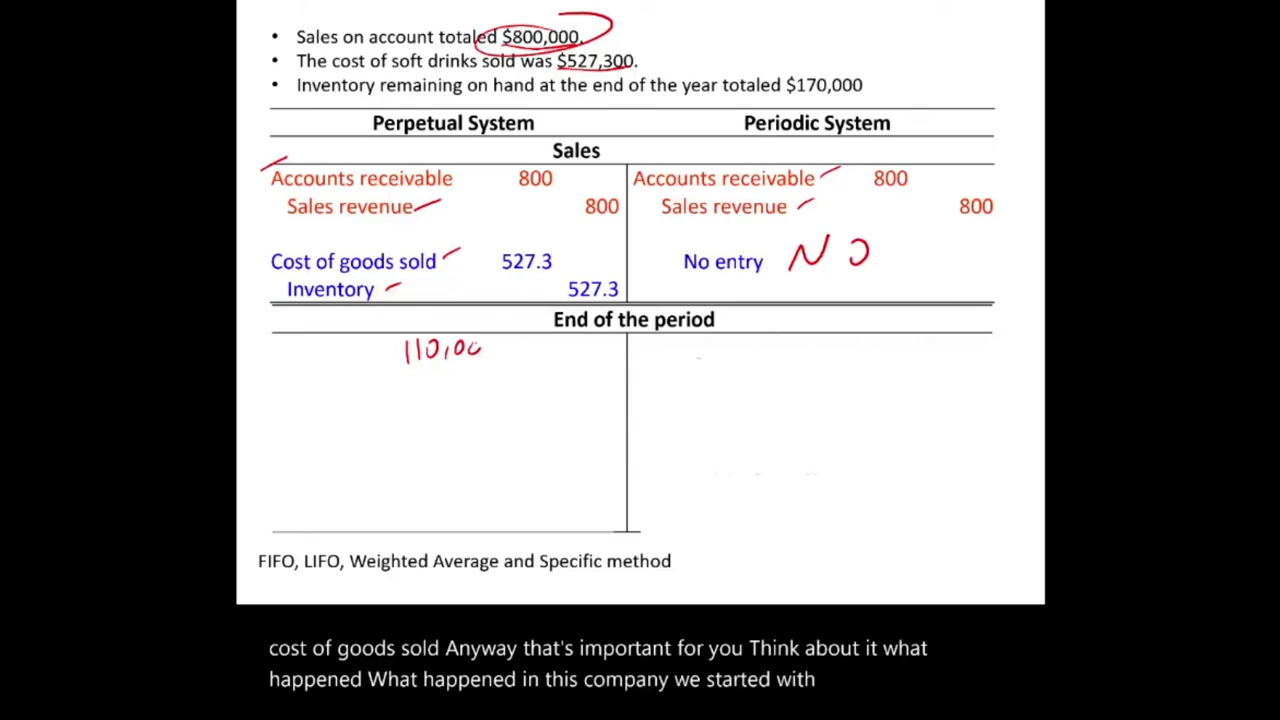 • Sales on account totaled $800,000.
• The cost of soft drinks sold was $527,300.
• Inventory remaining on hand at the end of the year totaled $170,000
Perpetual System Periodic System
Sales
Accounts receivable 800 Accounts receivable 800
Sales revenue 800 Sales revenue 800
Cost of goods sold 527.3 No entry NO
Inventory 527.3
End of the period
110,00
FIFO, LIFO, Weighted Average and Specific method
cost of goods sold Anyway that's important for you Think about it what
happened What happened in this company we started with